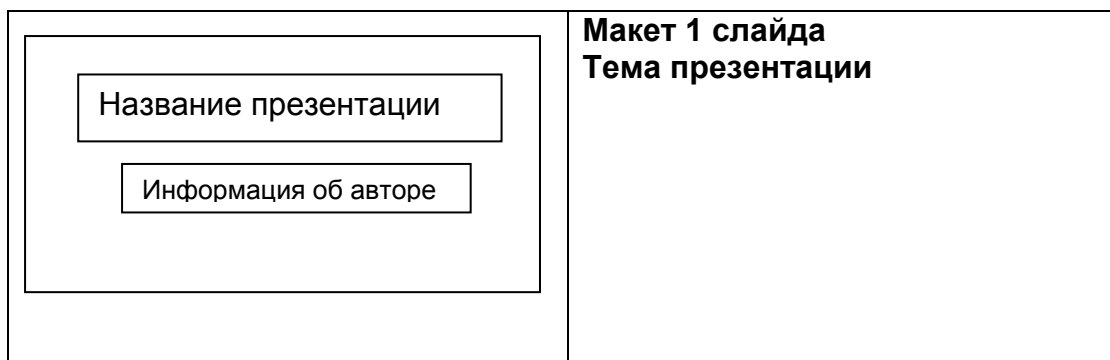 Название презентации
Информация об авторе
Макет 1 слайда
Тема презентации